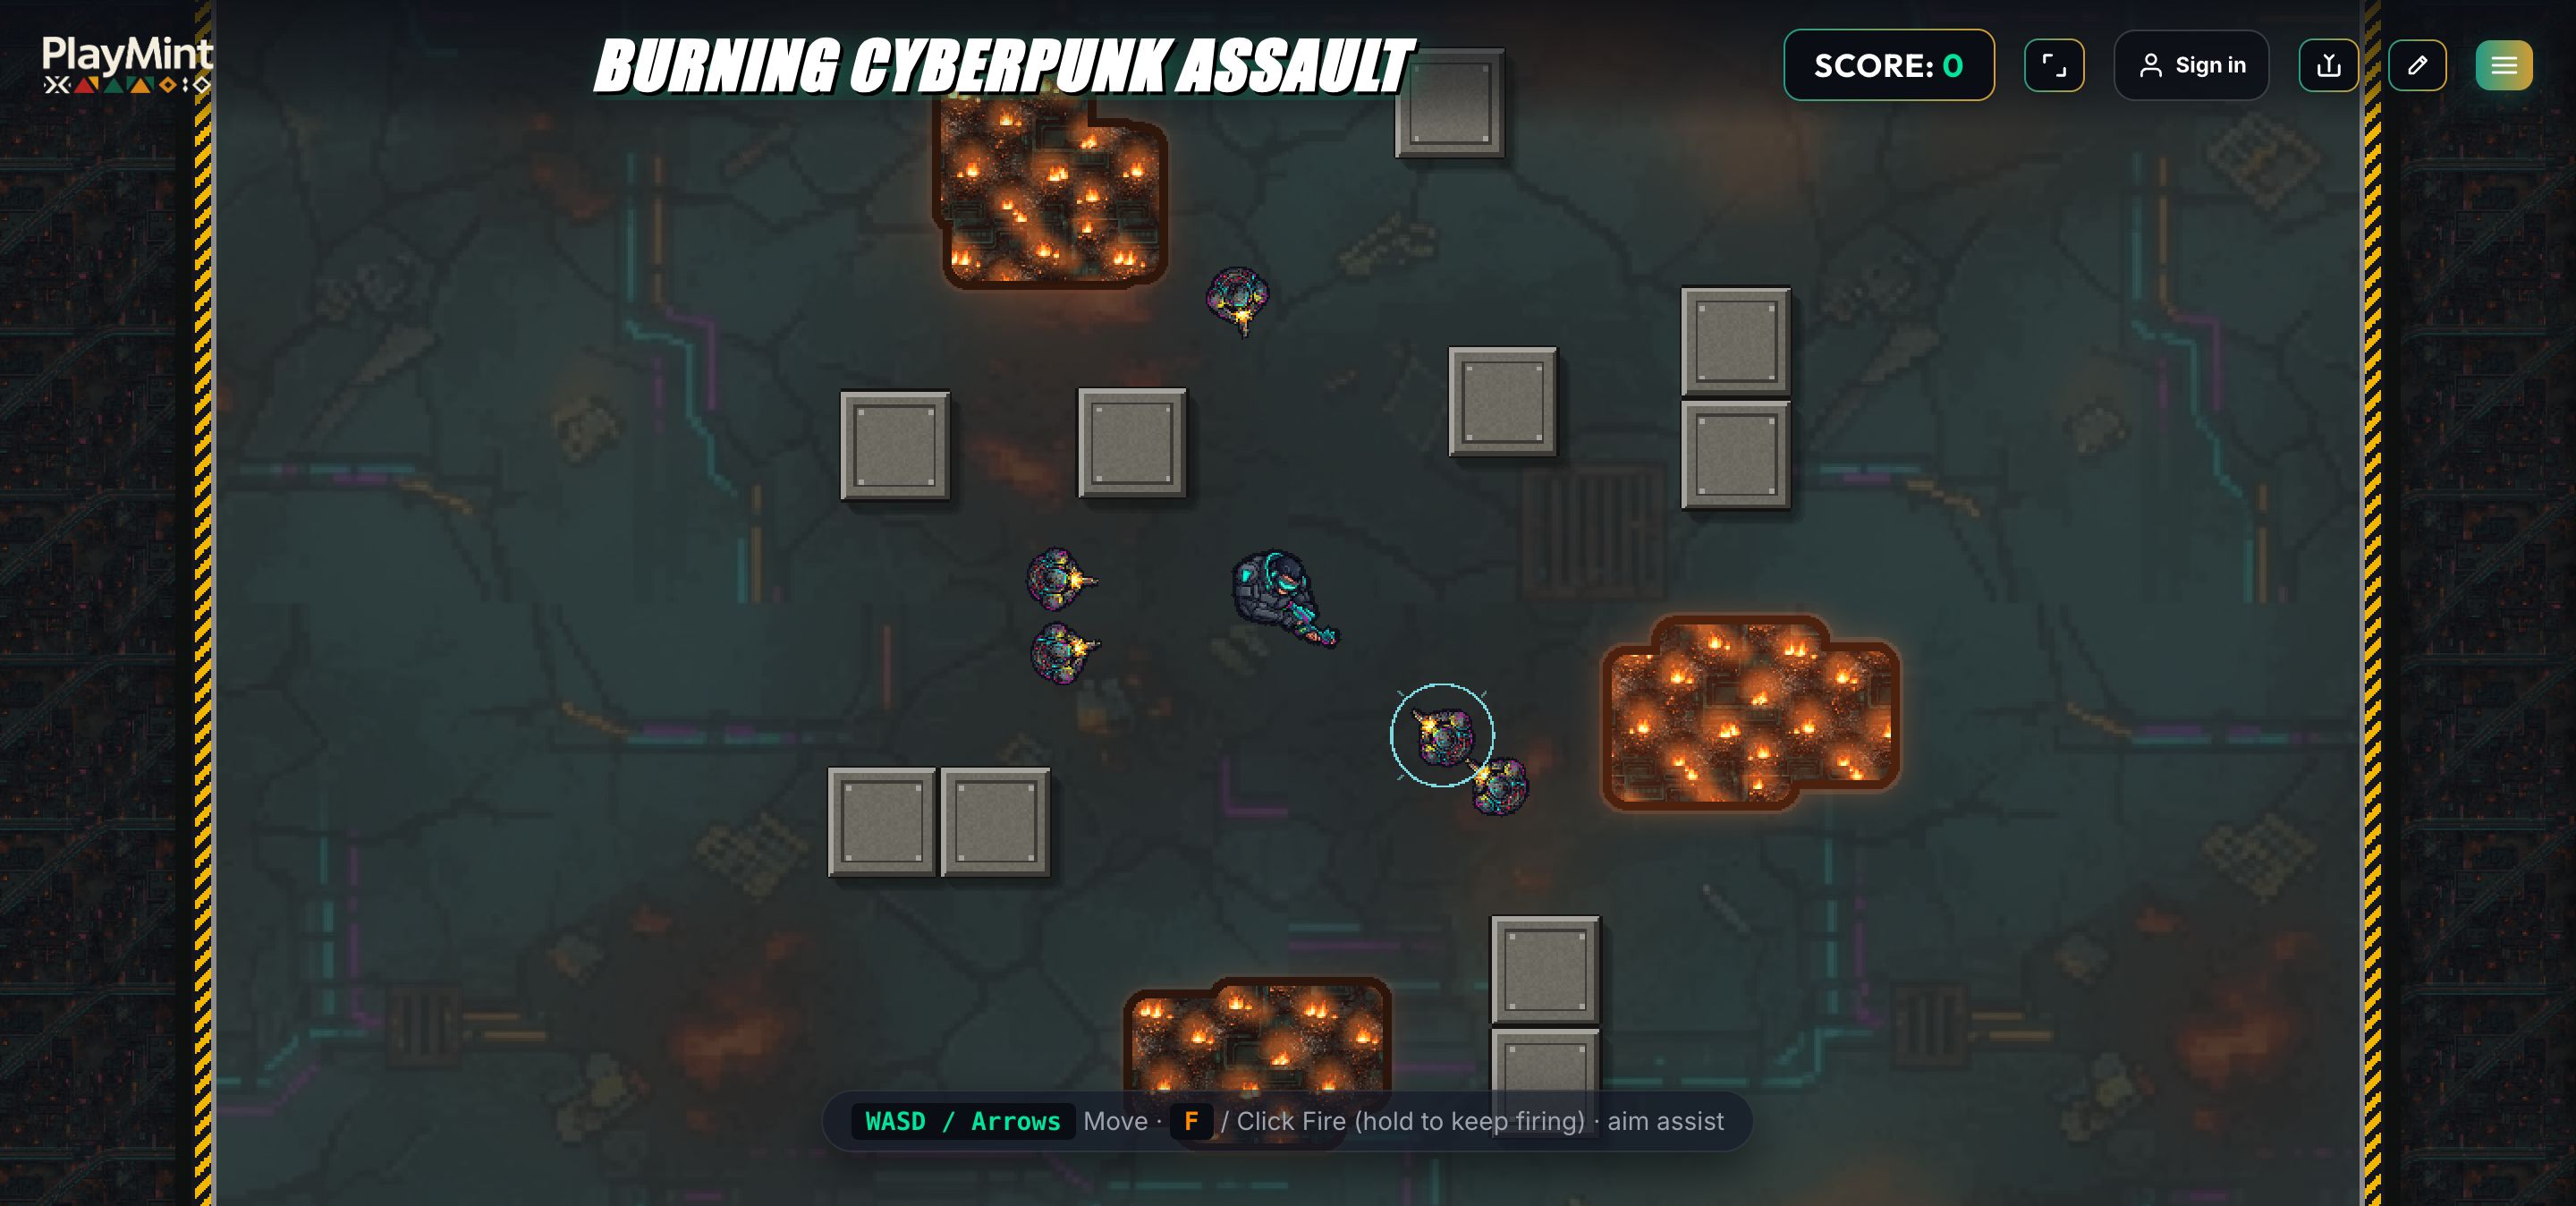 PlayMint
BURNING CYBERPUNK ASSAULT
SCORE: 0
Sign in
WASD / Arrows Move · F / Click Fire (hold to keep firing) · aim assist